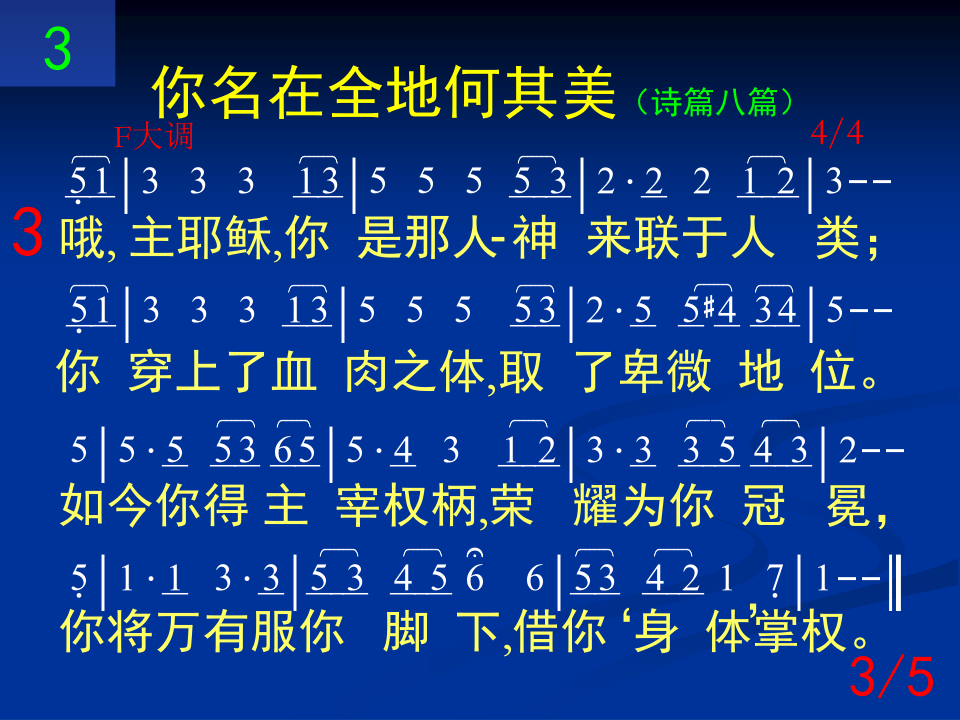 3
你名在全地何其美（诗篇八篇）
F大调 4/4
5̣1|3 3 3 13|5 5 5 53|2·2 2 12|3--
3 哦,主耶稣,你 是那人-神 来联于人 类；
5̣1|3 3 3 13|5 5 5 53|2·5 5♯4 34|5--
你 穿上了血 肉之体,取 了卑微 地 位。
5|5·5 53 65|5·4 3 12|3·3 35 43|2--
如今你得 主 宰权柄,荣 耀为你 冠 冕，
5̣|1·1 3·3|53 45 6 6|53 42 1 7̣|1--‖
你将万有服你 脚 下,借你‘身 体’掌权。
3/5